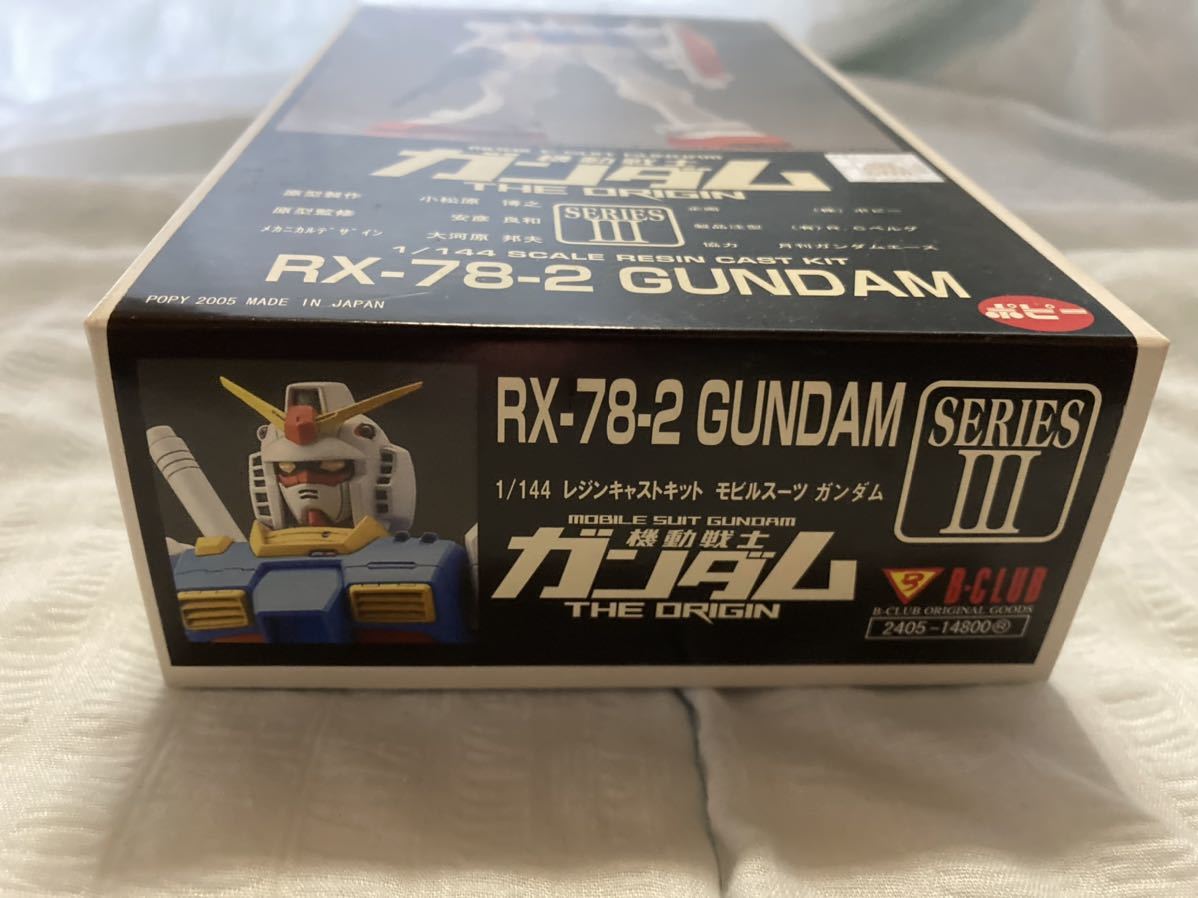 MOBILE SUIT GUNDAM
機動戦士
ガンダム
THE ORIGIN
原型製作 小松原 博之
原型監修 安彦 良和
メカニカルデザイン 大河原 邦夫
SERIES
III
企画 (株) ポピー
製品注型 (有) R.Cベルグ
協力 月刊ガンダムエース
1/144 SCALE RESIN CAST KIT
RX-78-2 GUNDAM
POPY 2005 MADE IN JAPAN
ポピー
RX-78-2 GUNDAM
SERIES
III
1/144 レジンキャストキット モビルスーツ ガンダム
MOBILE SUIT GUNDAM
機動戦士
ガンダム
THE ORIGIN
B-CLUB
B-CLUB ORIGINAL GOODS
2405-14800®